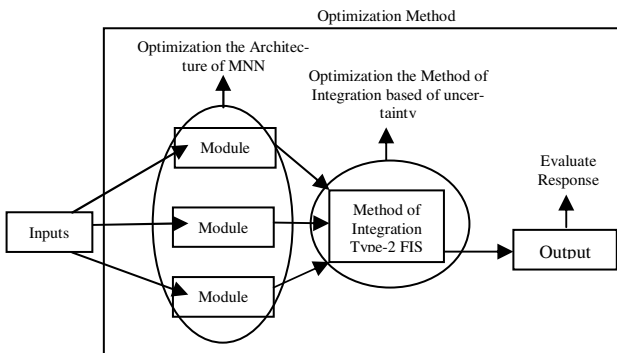 Optimization Method
Optimization the Architec-
ture of MNN
Optimization the Method of
Integration based of uncer-
tainty
Evaluate
Response
Inputs
Module
Module
Module
Method of
Integration
Type-2 FIS
Output